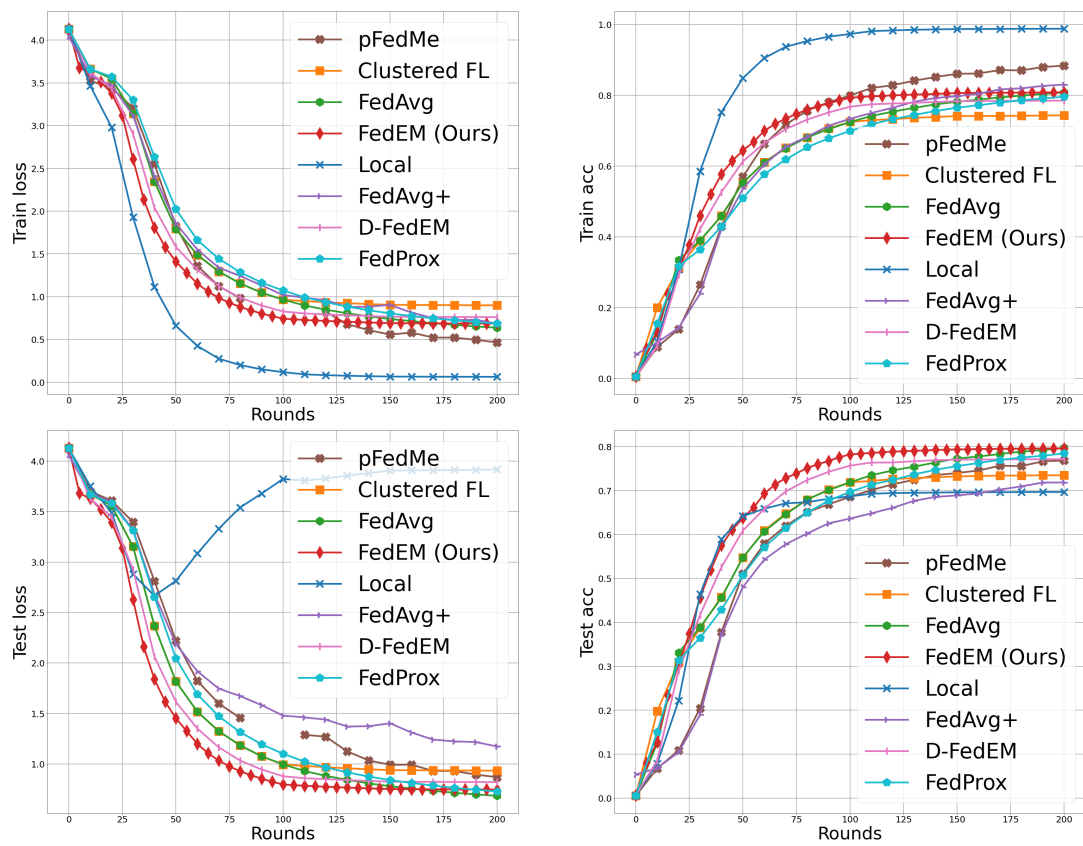 4.0
3.5
3.0
2.5
2.0
1.5
1.0
0.5
0.0
Train loss
0 25 50 75 100 125 150 175 200
Rounds
pFedMe
Clustered FL
FedAvg
FedEM (Ours)
Local
FedAvg+
D-FedEM
FedProx
1.0
0.8
0.6
0.4
0.2
0.0
Train acc
0 25 50 75 100 125 150 175 200
Rounds
pFedMe
Clustered FL
FedAvg
FedEM (Ours)
Local
FedAvg+
D-FedEM
FedProx
4.0
3.5
3.0
2.5
2.0
1.5
1.0
Test loss
0 25 50 75 100 125 150 175 200
Rounds
pFedMe
Clustered FL
FedAvg
FedEM (Ours)
Local
FedAvg+
D-FedEM
FedProx
0.8
0.7
0.6
0.5
0.4
0.3
0.2
0.1
0.0
Test acc
0 25 50 75 100 125 150 175 200
Rounds
pFedMe
Clustered FL
FedAvg
FedEM (Ours)
Local
FedAvg+
D-FedEM
FedProx